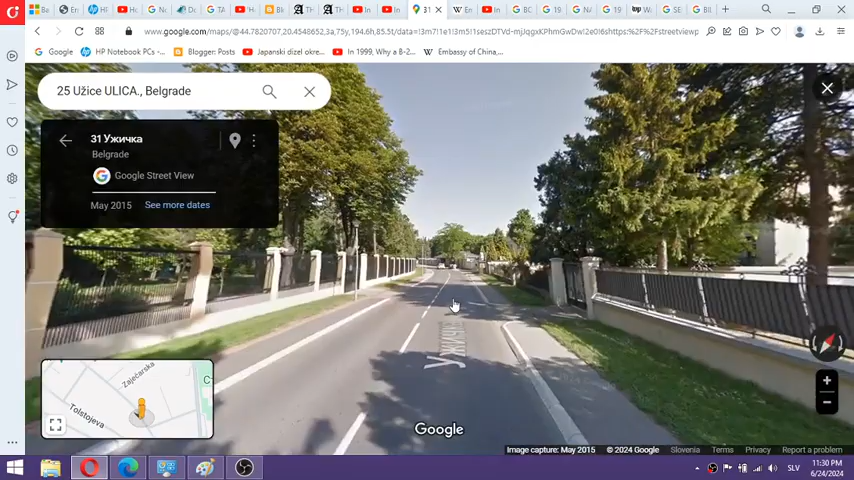 www.google.com/maps/@44.7820707,20.4548652,3a,75y,194.6h,85.5t/data=!3m7!1e1!3m5!1seszDTVd-mjJqgxKPhmGwDw!2e0!6shttps:%2F%2Fstreetviewp
Google HP Notebook PC-... Blogger: Posts Japanski dizel okre... In 1999, Why a B-2... Embassy of China,...
25 Užice ULICA., Belgrade
31 Ужичка
Belgrade
Google Street View
May 2015 See more dates
Ужичка
Zaječarska
Tolstojeva
Google
Image capture: May 2015 © 2024 Google Slovenia Terms Privacy Report a problem
SLV
11:30 PM
6/24/2024